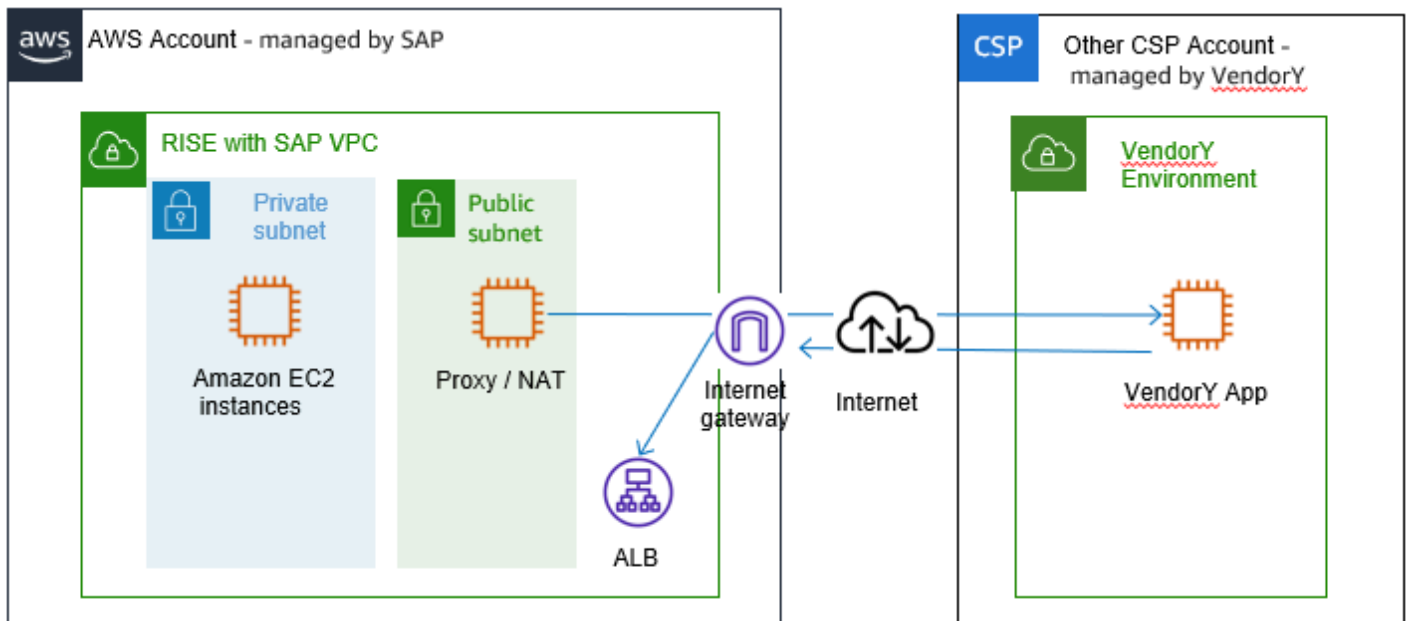 aws
AWS Account - managed by SAP
CSP
Other CSP Account -
managed by VendorY
RISE with SAP VPC
VendorY
Environment
Private
subnet
Public
subnet
Amazon EC2
instances
Proxy / NAT
Internet
gateway
Internet
VendorY App
ALB